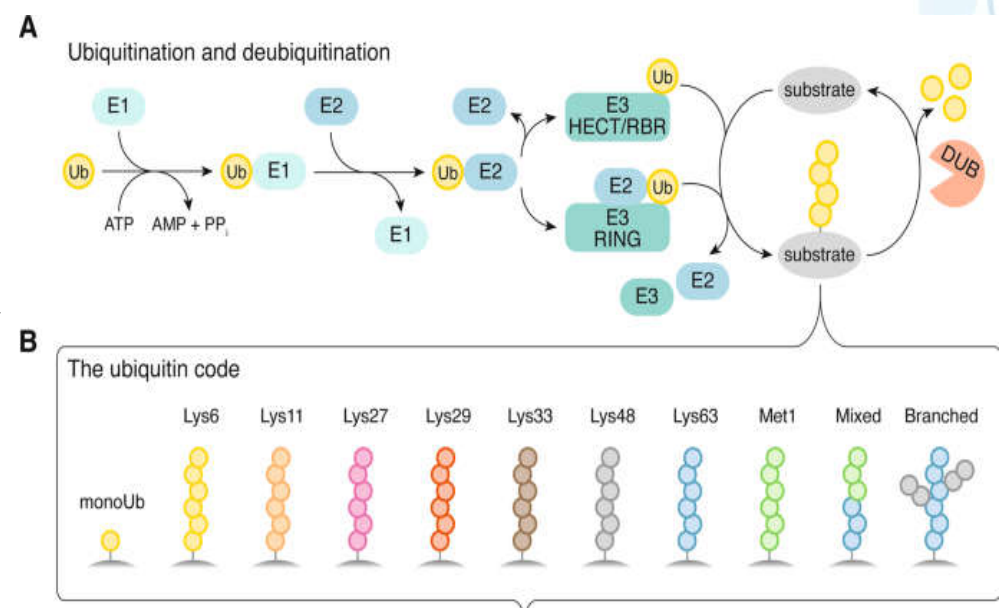 A
Ubiquitination and deubiquitination
E1
E2
E2
Ub
E3
HECT/RBR
substrate
Ub
Ub
E1
Ub
E2
E2
Ub
E3
RING
DUB
ATP
AMP + PPi
E1
substrate
E3
E2
B
The ubiquitin code
Lys6
Lys11
Lys27
Lys29
Lys33
Lys48
Lys63
Met1
Mixed
Branched
monoUb